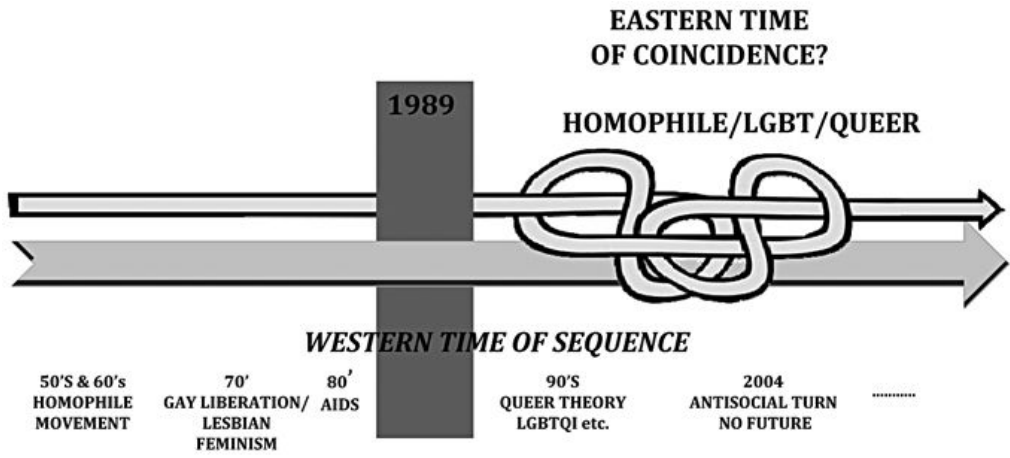 EASTERN TIME
OF COINCIDENCE?
1989
HOMOPHILE/LGBT/QUEER
WESTERN TIME OF SEQUENCE
50'S & 60's
HOMOPHILE
MOVEMENT
70'
GAY LIBERATION/
LESBIAN
FEMINISM
80'
AIDS
90'S
QUEER THEORY
LGBTQI etc.
2004
ANTISOCIAL TURN
NO FUTURE
...........